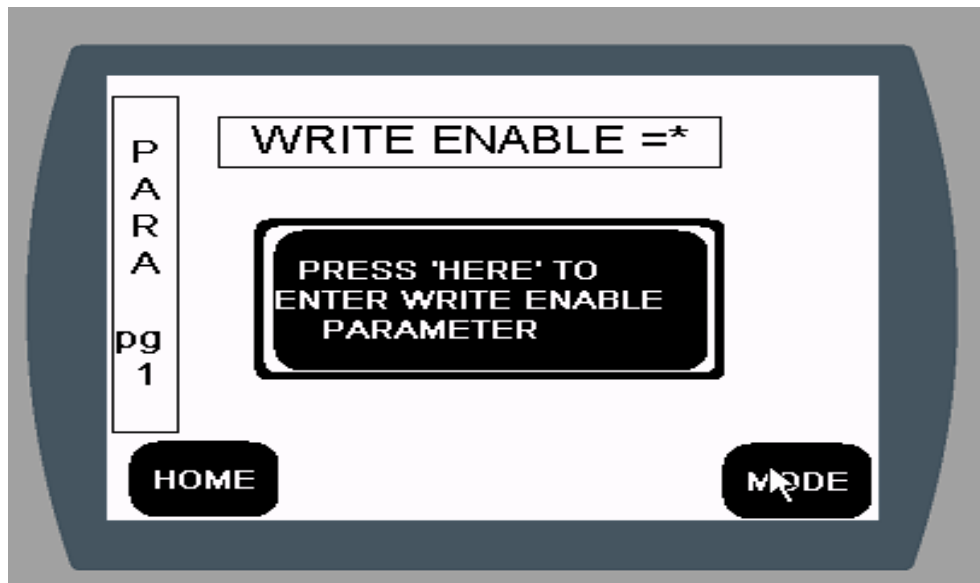 WRITE ENABLE =*
P
A
R
A
pg
1
PRESS 'HERE' TO
ENTER WRITE ENABLE
PARAMETER
HOME
MODE